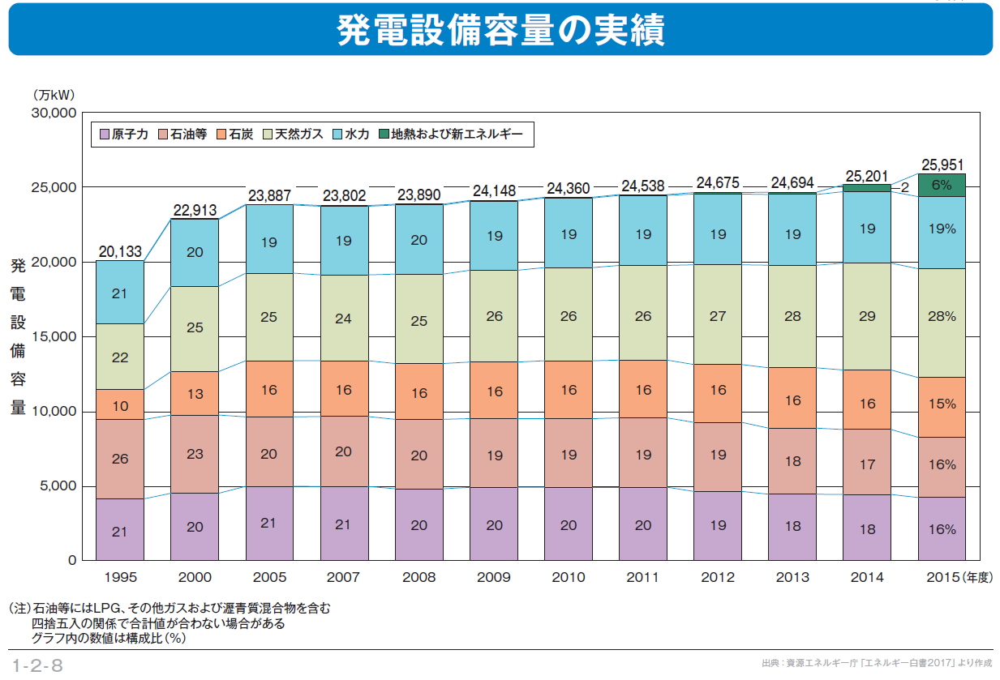 発電設備容量の実績
（万kW）
30,000
25,000
20,000
15,000
10,000
5,000
0
発電設備容量
原子力 石油等 石炭 天然ガス 水力 地熱および新エネルギー
20,133 22,913 23,887 23,802 23,890 24,148 24,360 24,538 24,675 24,694 25,201 25,951
2 6%
21 20 19 19 20 19 19 19 19 19 19 19%
22 25 25 24 25 26 26 26 27 28 29 28%
10 13 16 16 16 16 16 16 16 16 16 15%
26 23 20 20 20 19 19 19 19 18 17 16%
21 20 21 21 20 20 20 20 19 18 18 16%
1995 2000 2005 2007 2008 2009 2010 2011 2012 2013 2014 2015（年度）
（注）石油等にはLPG、その他ガスおよび瀝青質混合物を含む
四捨五入の関係で合計値が合わない場合がある
グラフ内の数値は構成比（%）
1-2-8
出典：資源エネルギー庁「エネルギー白書2017」より作成